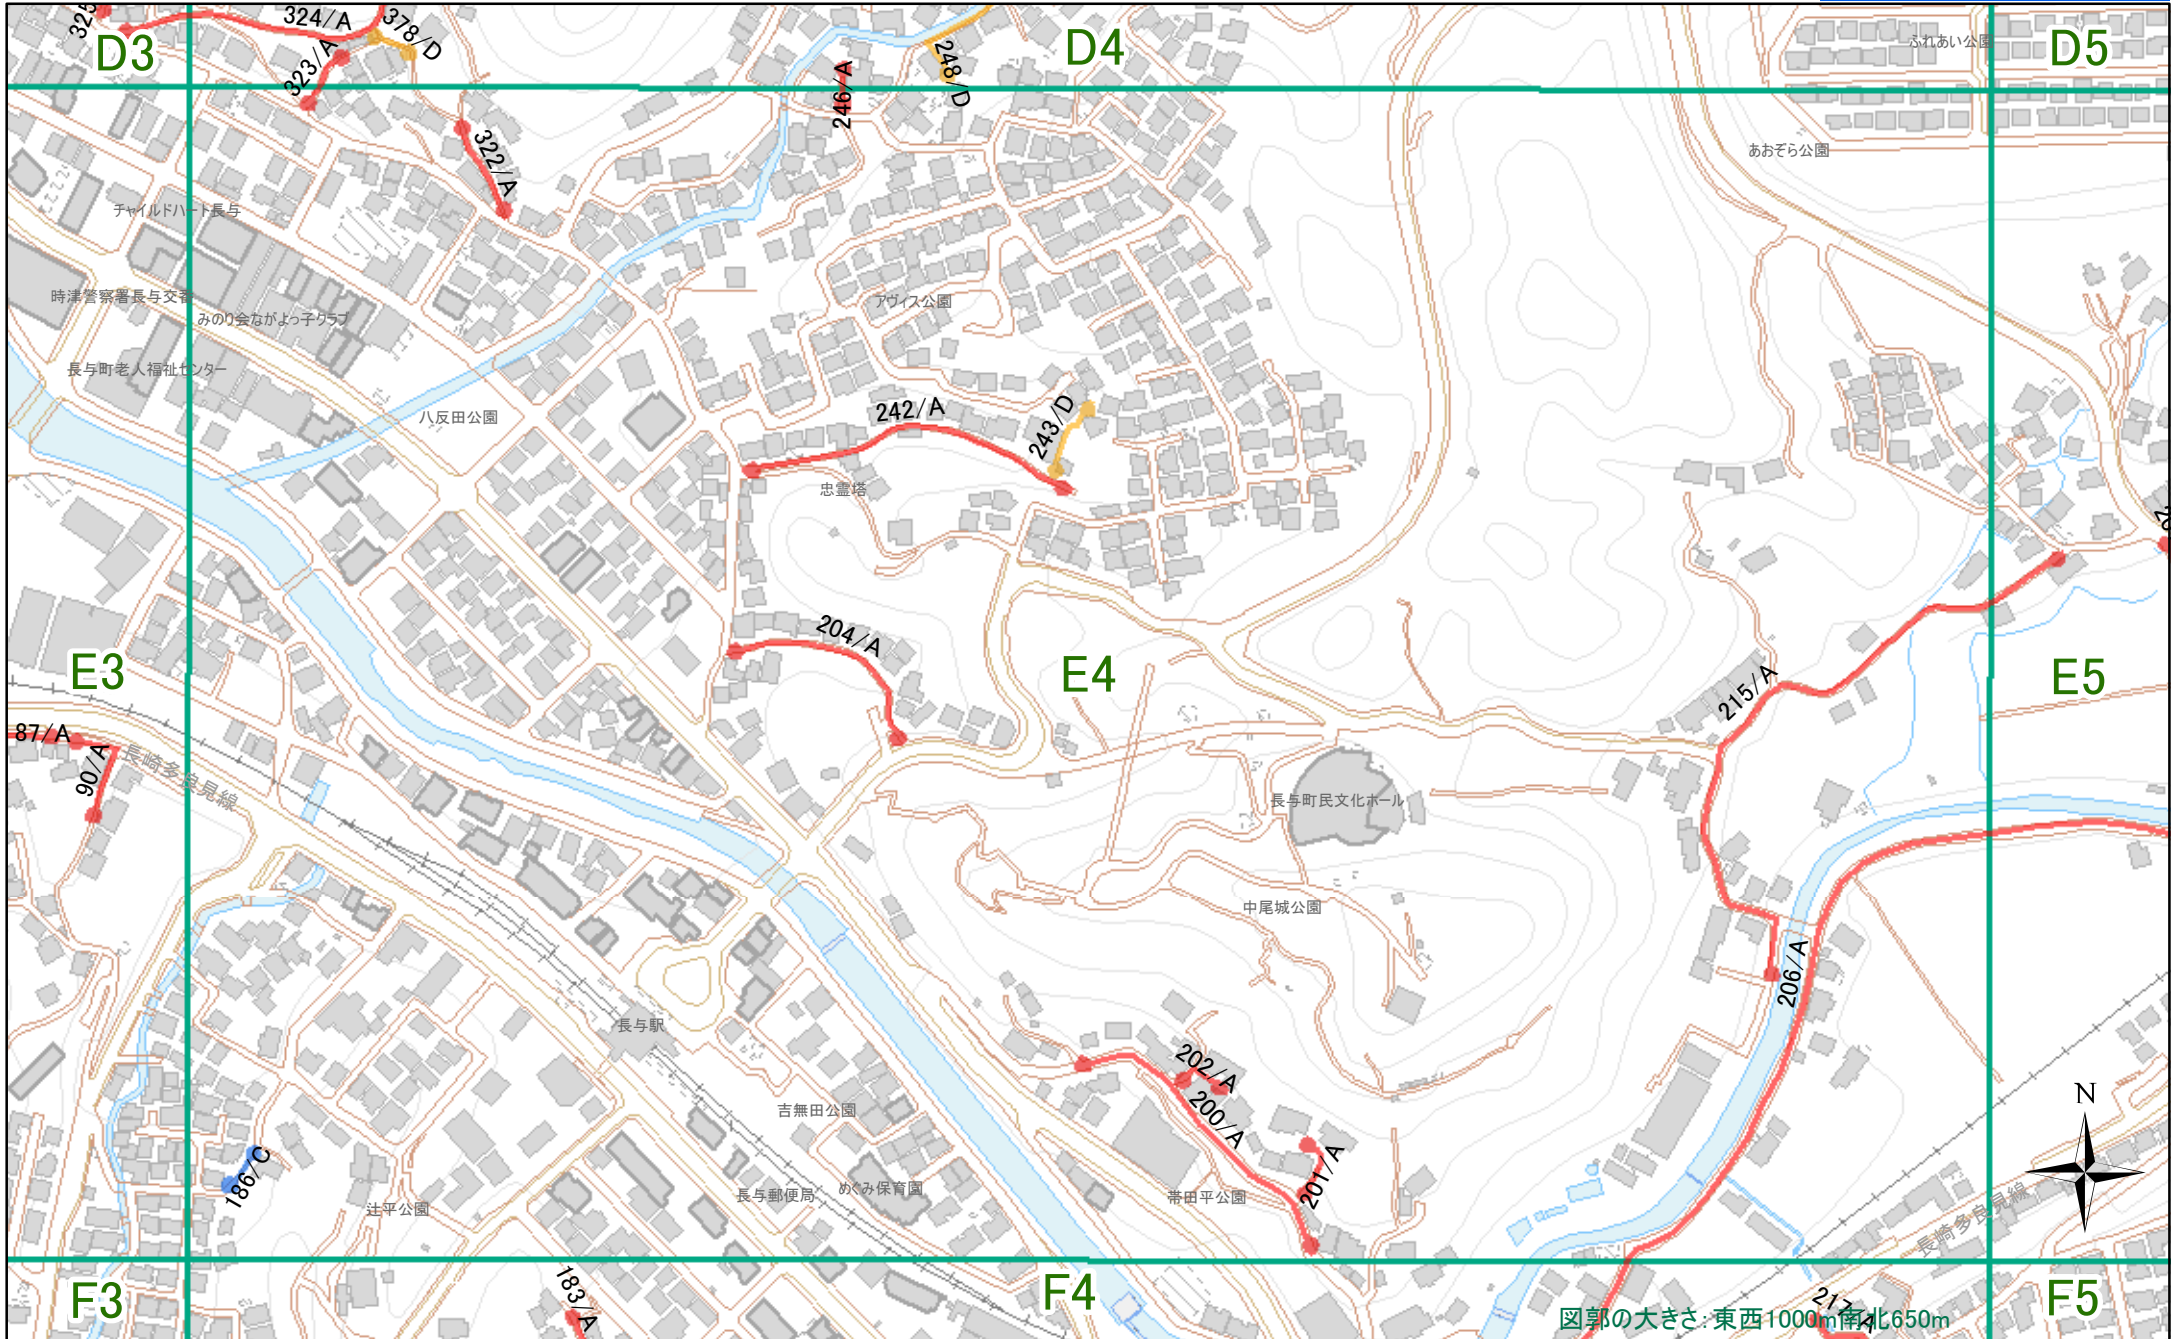 325
324/A
378/D
D3
323/A
246/A
248/D
D4
ふれあい公園
D5
322/A
あおぞら公園
チャイルドハート長与
時津警察署長与交番
みのり会ながよっ子クラブ
アヴィス公園
長与町老人福祉センター
八反田公園
242/A
243/D
忠霊塔
204/A
E3
E4
215/A
E5
87/A
90/A
長崎多良見線
長与町民文化ホール
中尾城公園
206/A
長与駅
202/A
200/A
吉無田公園
N
186/C
201/A
長与郵便局
めぐみ保育園
帯田平公園
辻平公園
長崎多良見線
183/A
F3
F4
217/A
F5
図郭の大きさ:東西1000m南北650m